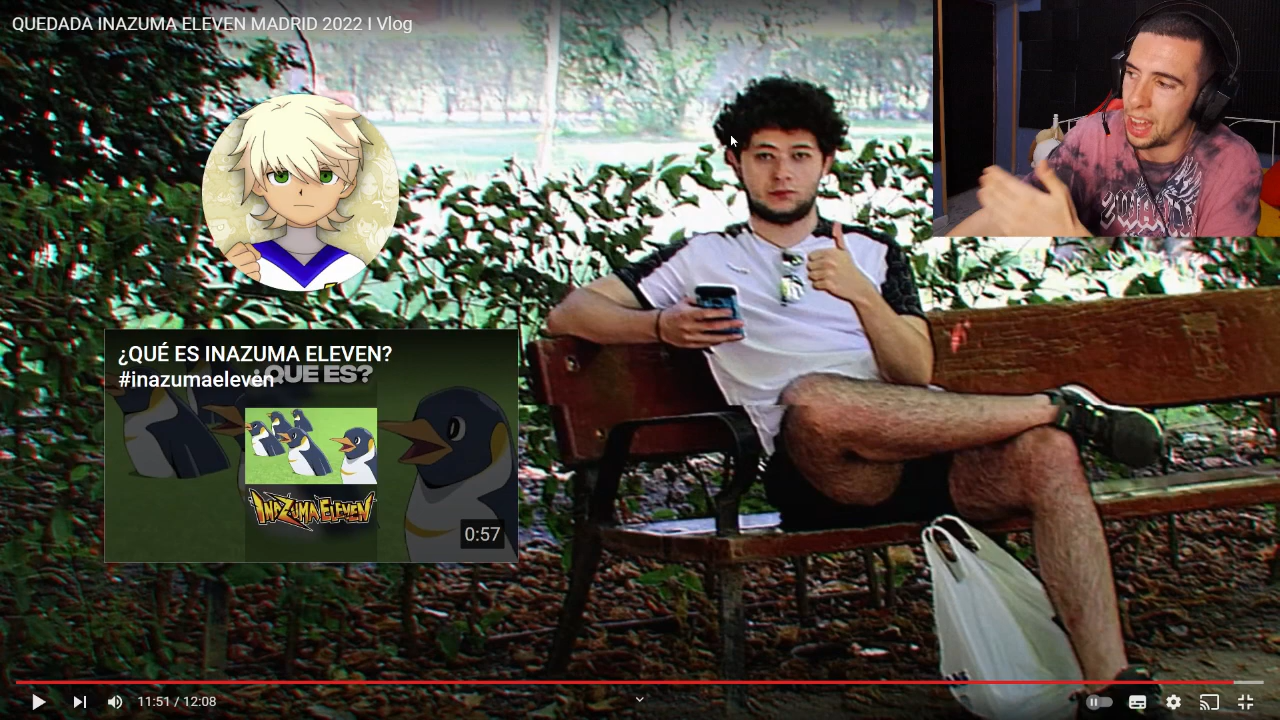 QUEDADA INAZUMA ELEVEN MADRID 2022 I Vlog
¿QUÉ ES INAZUMA ELEVEN?
#inazumaeleven
¿QUE ES?
INAZUMA ELEVEN
0:57
11:51 / 12:08